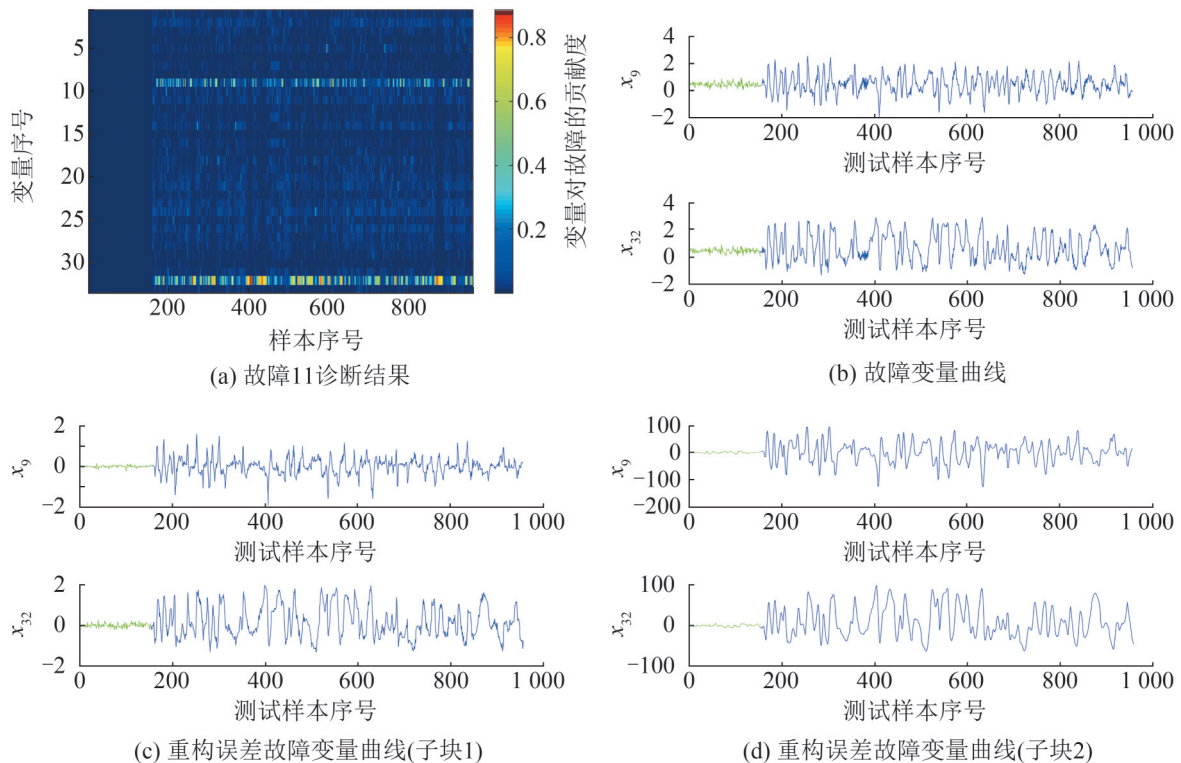 5
10
15
20
25
30
变量序号
200 400 600 800
样本序号
0.8
0.6
0.4
0.2
变量对故障的贡献度
(a) 故障11诊断结果
4
2
0
−2
x9
0 200 400 600 800 1 000
测试样本序号
4
2
0
−2
x32
0 200 400 600 800 1 000
测试样本序号
(b) 故障变量曲线
2
0
−2
x9
0 200 400 600 800 1 000
测试样本序号
2
0
−2
x32
0 200 400 600 800 1 000
测试样本序号
(c) 重构误差故障变量曲线(子块1)
100
0
−100
−200
x9
0 200 400 600 800 1 000
测试样本序号
100
0
−100
x32
0 200 400 600 800 1 000
测试样本序号
(d) 重构误差故障变量曲线(子块2)